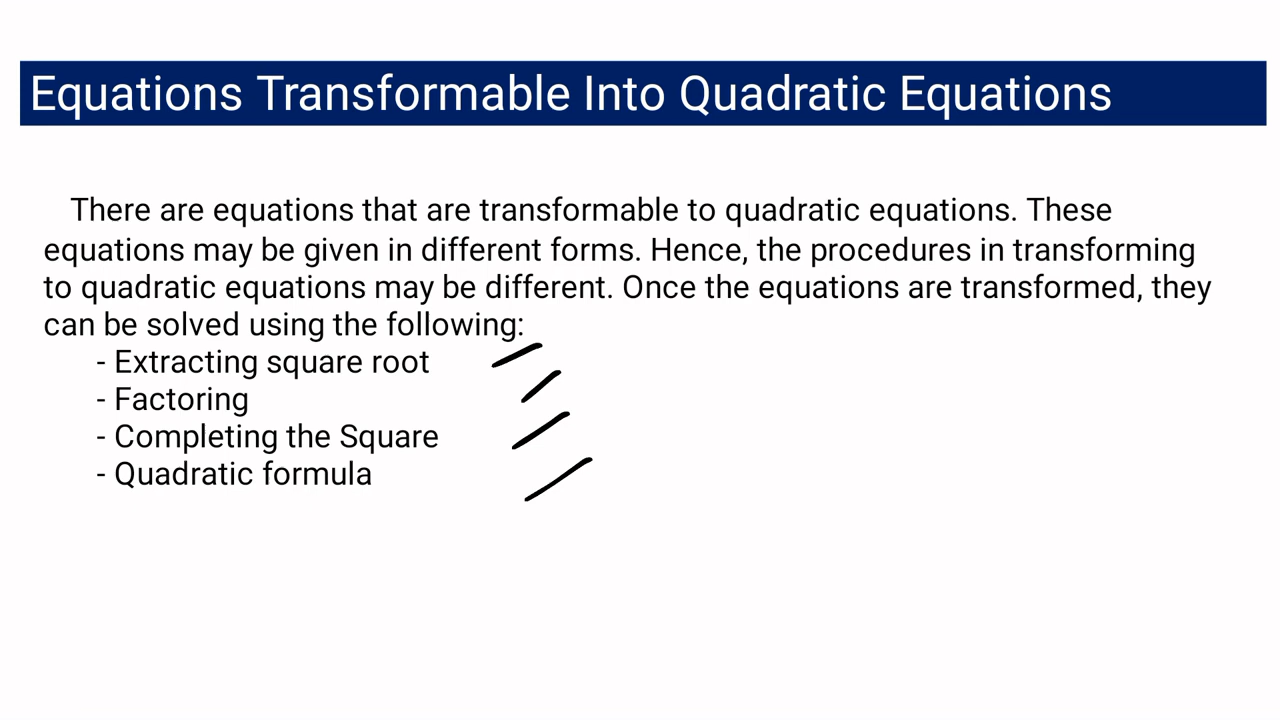 Equations Transformable Into Quadratic Equations
There are equations that are transformable to quadratic equations. These
equations may be given in different forms. Hence, the procedures in transforming
to quadratic equations may be different. Once the equations are transformed, they
can be solved using the following:
- Extracting square root
- Factoring
- Completing the Square
- Quadratic formula